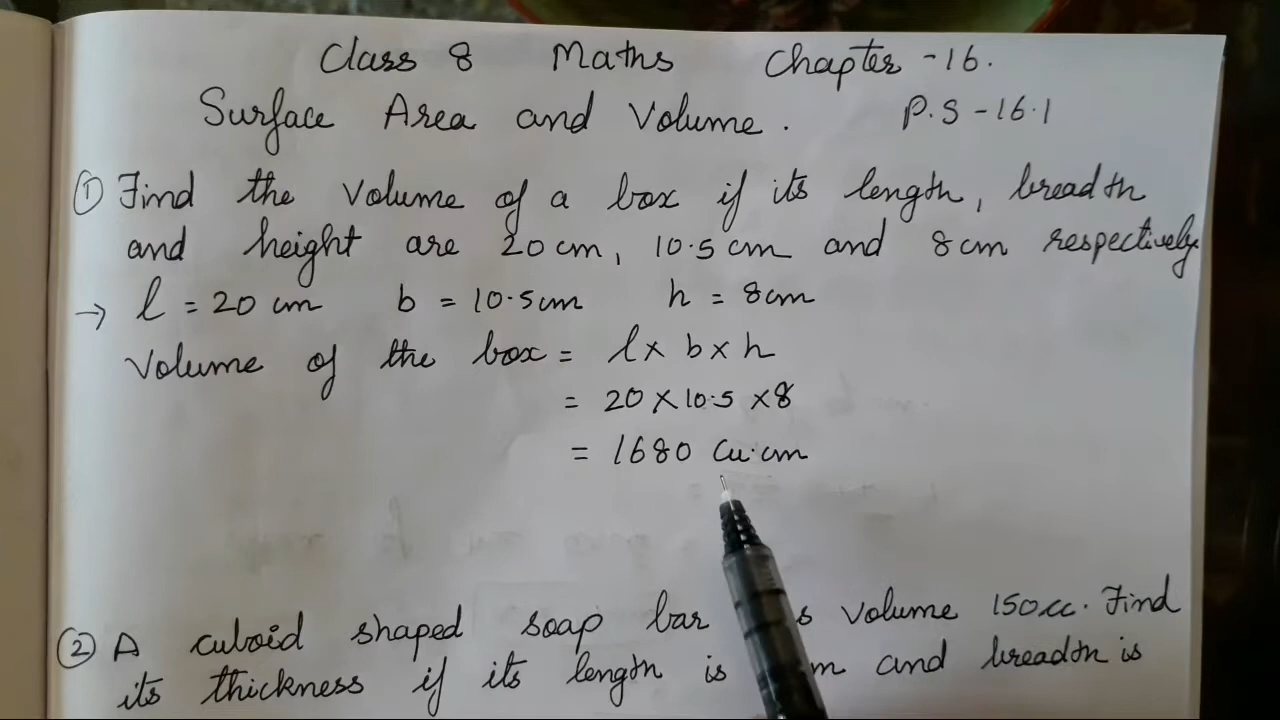 Class 8 Maths Chapter - 16.
Surface Area and Volume. P.S - 16.1
① Find the volume of a box if its length, breadth
and height are 20 cm, 10.5 cm and 8 cm respectively.
→ l = 20 cm b = 10.5 cm h = 8 cm
Volume of the box = l × b × h
= 20 × 10.5 × 8
= 1680 Cu.cm
② A cuboid shaped soap bar volume 150 cc. Find
its thickness if its length is and breadth is